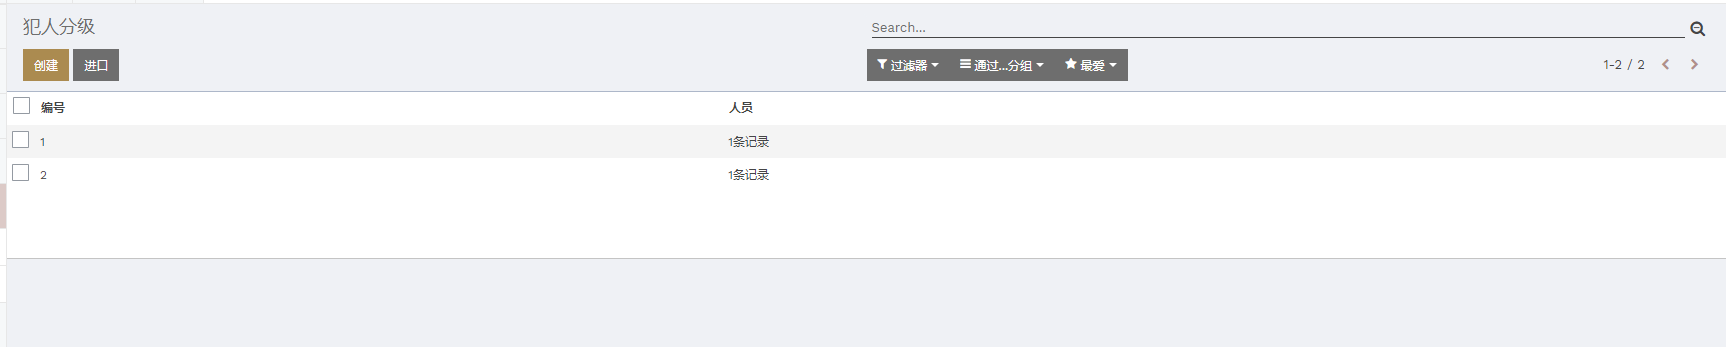 犯人分级
Search...
创建 进口 过滤器 通过...分组 最爱 1-2 / 2
编号 人员
1 1条记录
2 1条记录